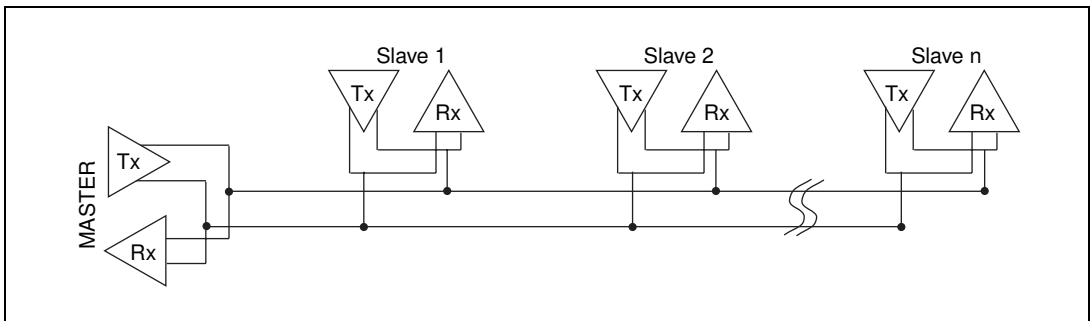 Slave 1
Slave 2
Slave n
Tx
Rx
Tx
Rx
Tx
Rx
MASTER
Tx
Rx